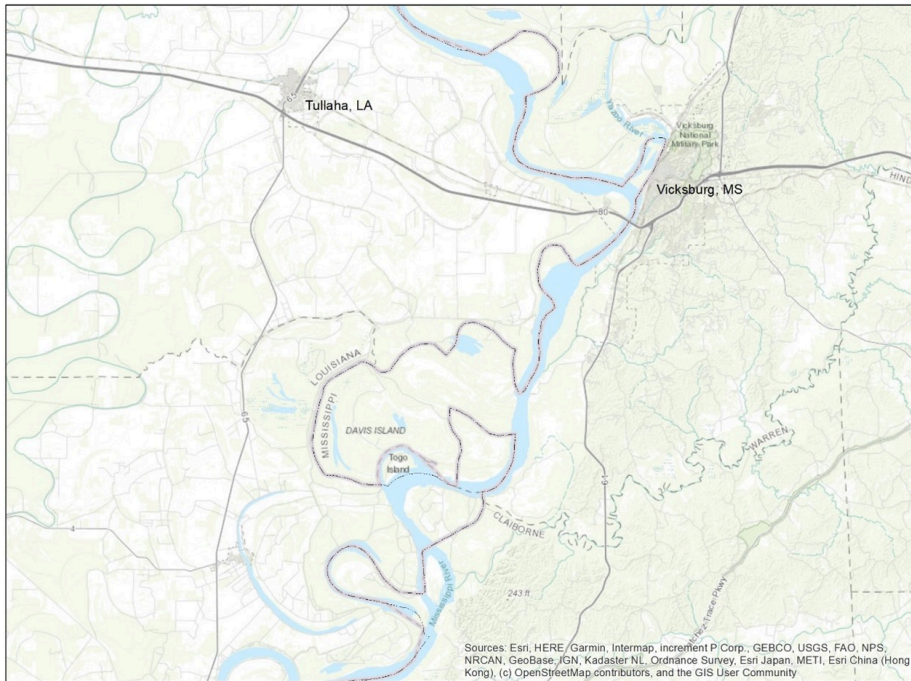 65
Tullaha, LA
Yazoo River
Vicksburg
National
Military Park
Vicksburg, MS
HIND
80
LOUISIANA
MISSISSIPPI
65
DAVIS ISLAND
Togo
Island
WARREN
61
4
CLAIBORNE
Mississippi River
243 ft
atchez Trace Pkwy
Sources: Esri, HERE, Garmin, Intermap, increment P Corp., GEBCO, USGS, FAO, NPS,
NRCAN, GeoBase, IGN, Kadaster NL, Ordnance Survey, Esri Japan, METI, Esri China (Hong
Kong), (c) OpenStreetMap contributors, and the GIS User Community